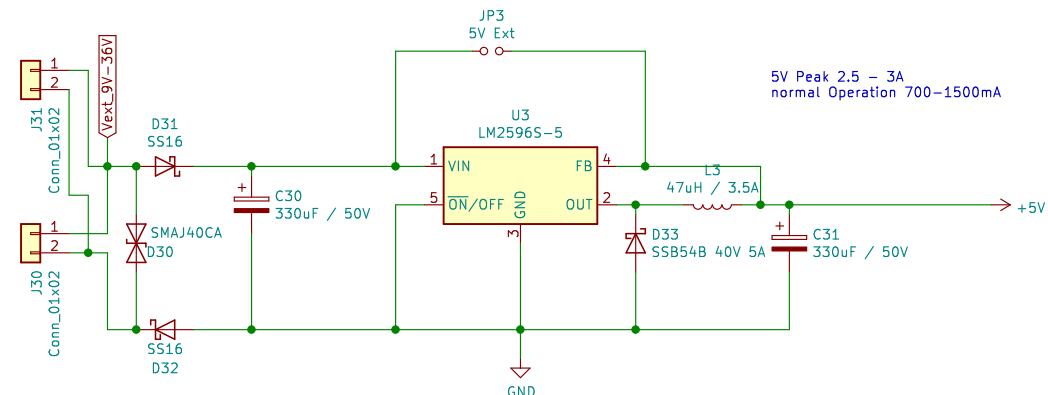 JP3
5V Ext
1
2
J31
Conn_01x02
Vext_9V-36V
5V Peak 2.5 - 3A
normal Operation 700-1500mA
D31
SS16
U3
LM2596S-5
1
VIN
FB
4
5
ON/OFF
GND
OUT
2
3
C30
330uF / 50V
L3
47uH / 3.5A
+5V
1
2
J30
Conn_01x02
SMAJ40CA
D30
D33
SSB54B 40V 5A
C31
330uF / 50V
SS16
D32
GND